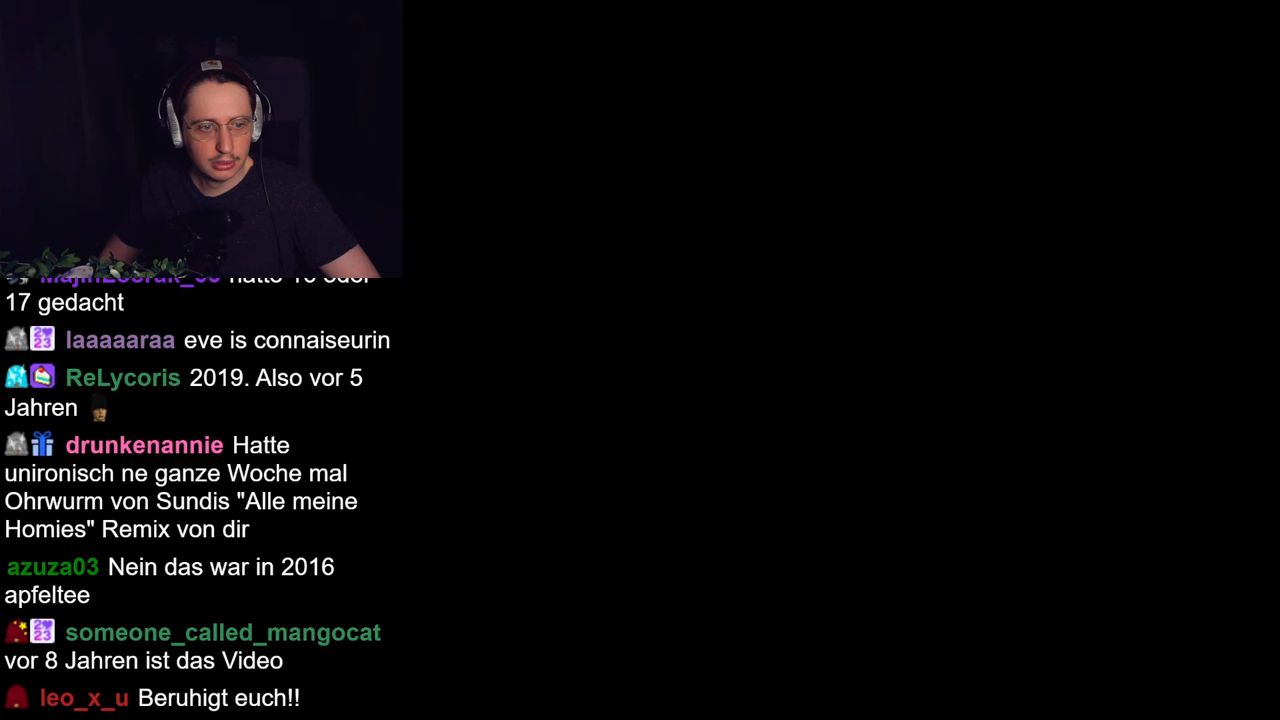 17 gedacht
laaaaaraa eve is connaiseurin
ReLycoris 2019. Also vor 5
Jahren
drunkenannie Hatte
unironisch ne ganze Woche mal
Ohrwurm von Sundis "Alle meine
Homies" Remix von dir
azuza03 Nein das war in 2016
apfeltee
someone_called_mangocat
vor 8 Jahren ist das Video
leo_x_u Beruhigt euch!!